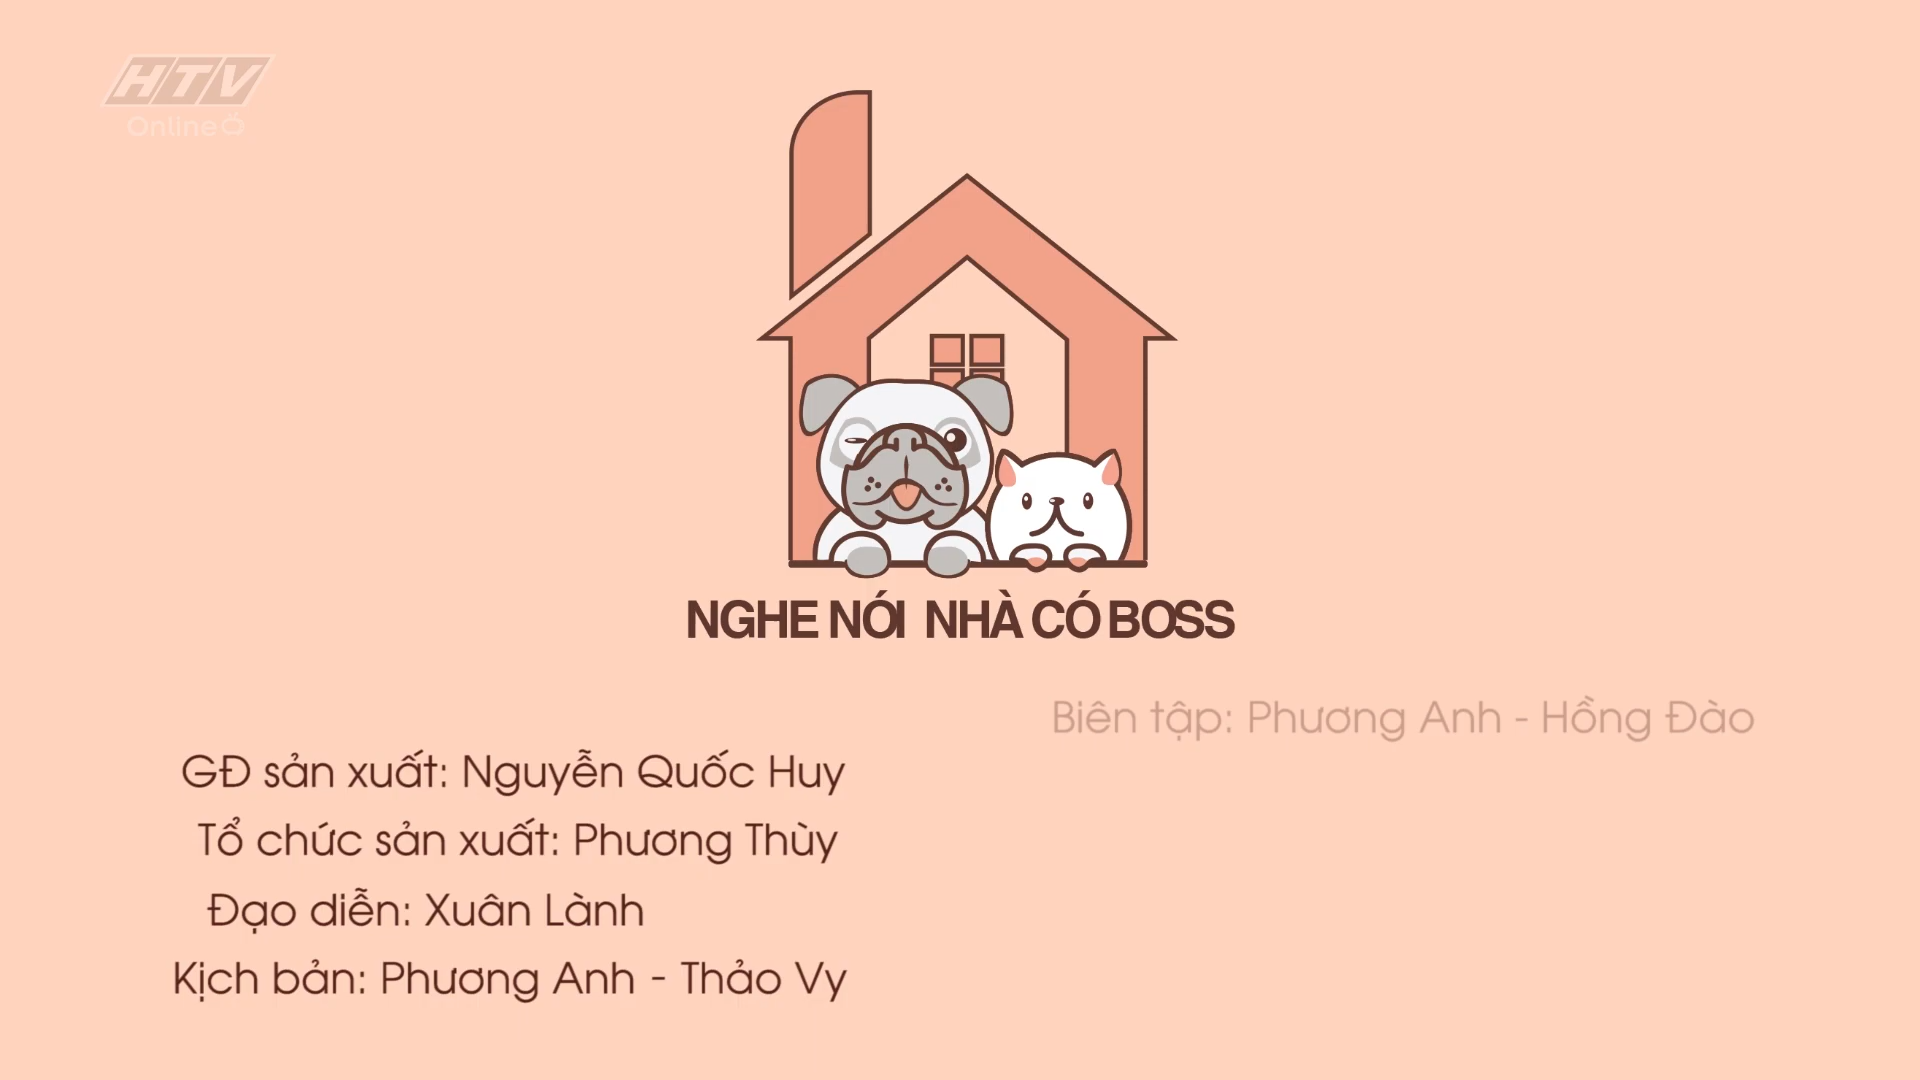 HTV
Online
NGHE NÓI NHÀ CÓ BOSS
Biên tập: Phương Anh - Hồng Đào
GĐ sản xuất: Nguyễn Quốc Huy
Tổ chức sản xuất: Phương Thùy
Đạo diễn: Xuân Lành
Kịch bản: Phương Anh - Thảo Vy